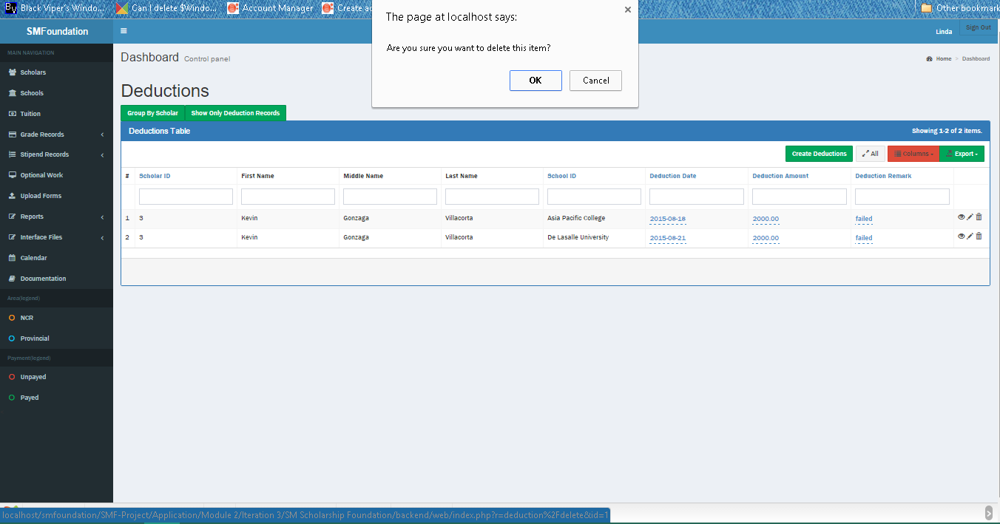 Black Viper's Windo...
Can I delete $Windo...
Account Manager
Create ac
Other bookmark
The page at localhost says:
Are you sure you want to delete this item?
OK
Cancel
SMFoundation
Linda
Sign Out
MAIN NAVIGATION
Scholars
Schools
Tuition
Grade Records
Stipend Records
Optional Work
Upload Forms
Reports
Interface Files
Calendar
Documentation
Area(legend)
NCR
Provincial
Payment(legend)
Unpayed
Payed
Dashboard Control panel
Home > Dashboard
Deductions
Group By Scholar
Show Only Deduction Records
Deductions Table
Showing 1-2 of 2 items.
Create Deductions
All
Columns
Export
# Scholar ID First Name Middle Name Last Name School ID Deduction Date Deduction Amount Deduction Remark
1 3 Kevin Gonzaga Villacorta Asia Pacific College 2015-08-18 2000.00 failed
2 3 Kevin Gonzaga Villacorta De Lasalle University 2015-08-21 2000.00 failed
localhost/smfoundation/SMF-Project/Application/Module 2/Iteration 3/SM Scholarship Foundation/backend/web/index.php?r=deduction%2Fdelete&id=1